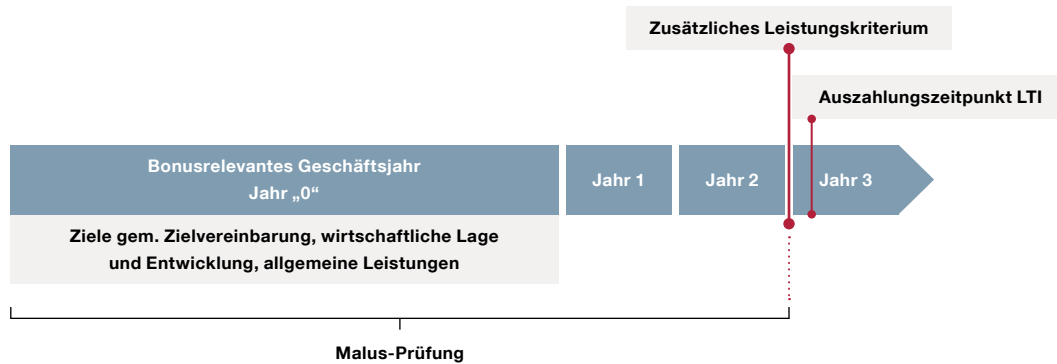 Zusätzliches Leistungskriterium
Auszahlungszeitpunkt LTI
Bonusrelevantes Geschäftsjahr
Jahr „0“
Jahr 1
Jahr 2
Jahr 3
Ziele gem. Zielvereinbarung, wirtschaftliche Lage
und Entwicklung, allgemeine Leistungen
Malus-Prüfung